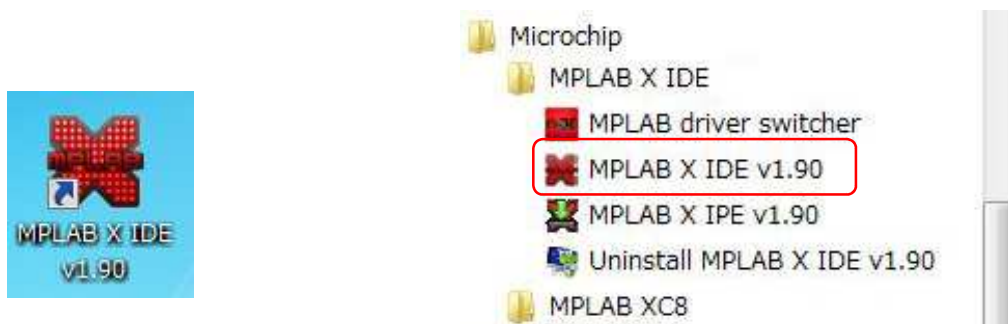 MPLAB
MPLAB X IDE
v1.90
Microchip
MPLAB X IDE
MPLAB driver switcher
MPLAB X IDE v1.90
MPLAB X IPE v1.90
Uninstall MPLAB X IDE v1.90
MPLAB XC8